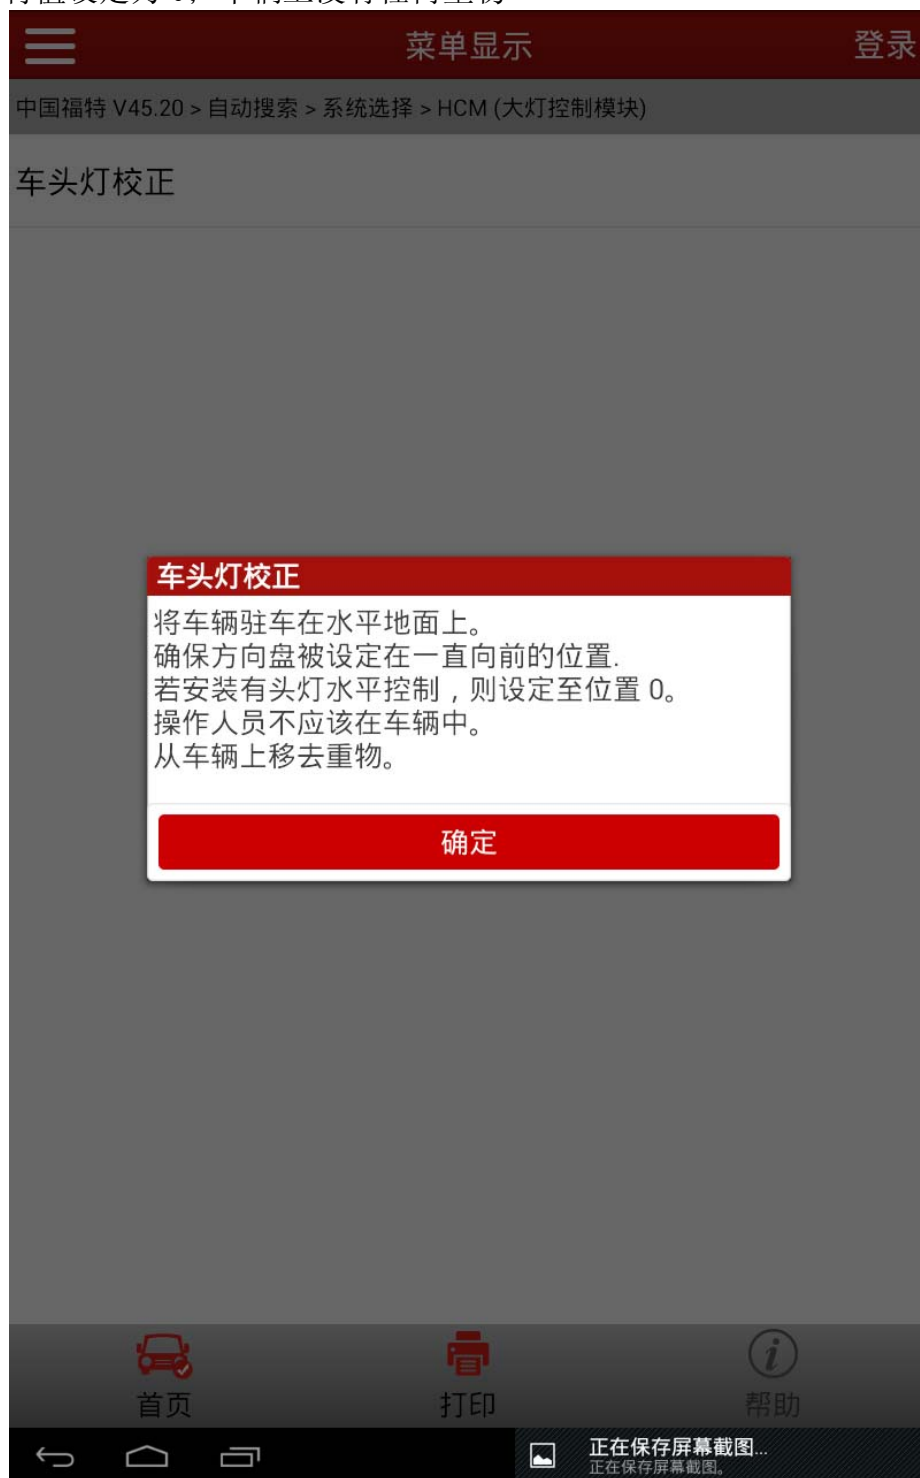 菜单显示
登录
中国福特 V45.20 > 自动搜索 > 系统选择 > HCM (大灯控制模块)
车头灯校正
车头灯校正
将车辆驻车在水平地面上。
确保方向盘被设定在一直向前的位置.
若安装有头灯水平控制，则设定至位置 0。
操作人员不应该在车辆中。
从车辆上移去重物。
确定
首页
打印
帮助
正在保存屏幕截图...
正在保存屏幕截图。